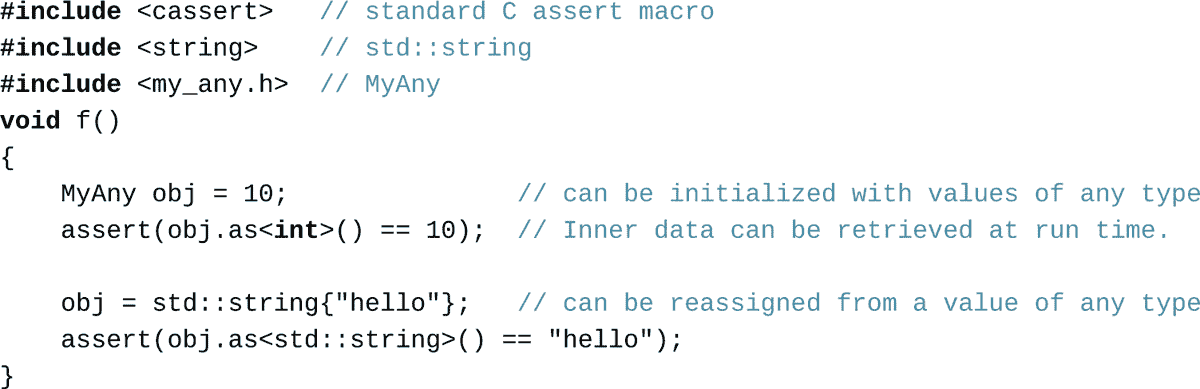 #include <cassert>   // standard C assert macro
#include <string>    // std::string
#include <my_any.h>  // MyAny
void f()
{
    MyAny obj = 10;               // can be initialized with values of any type
    assert(obj.as<int>() == 10);  // Inner data can be retrieved at run time.

    obj = std::string{"hello"};   // can be reassigned from a value of any type
    assert(obj.as<std::string>() == "hello");
}